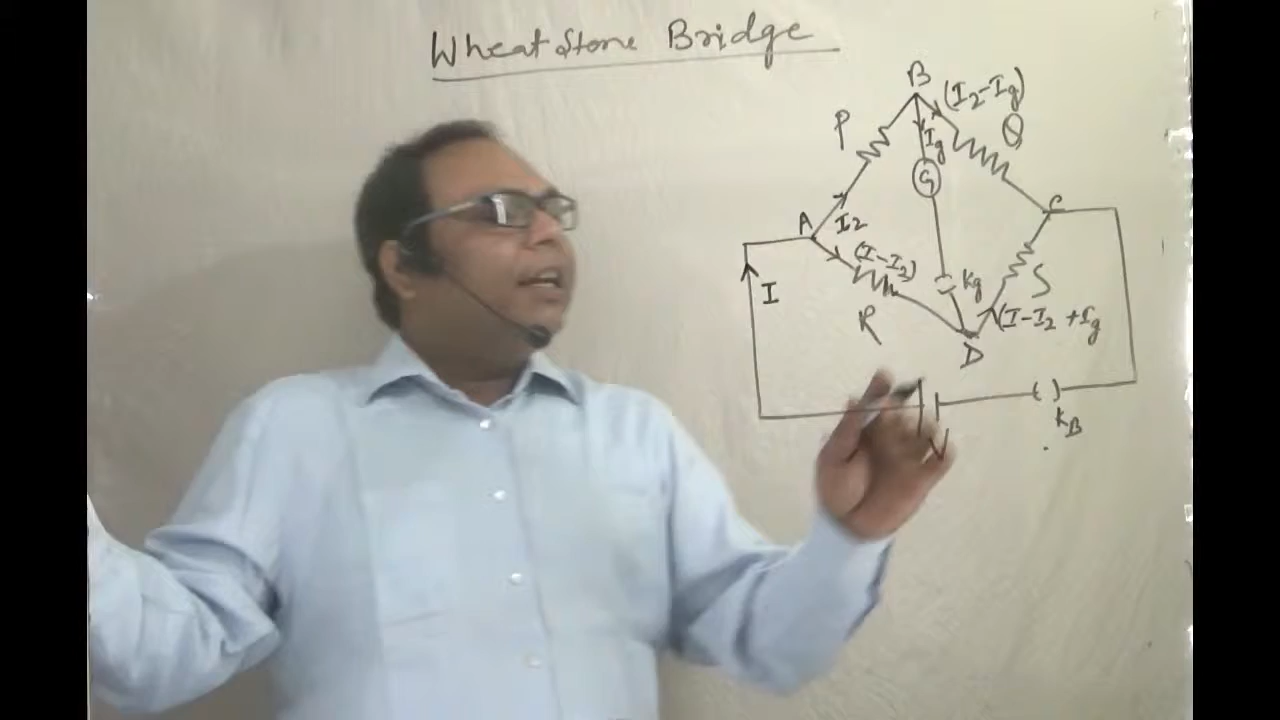 Wheatstone Bridge
B
(I₂-Ig)
P
Q
Ig
G
A
I₂
C
(I-I₂)
Kg
S
I
R
(I-I₂+Ig
D
V
KB